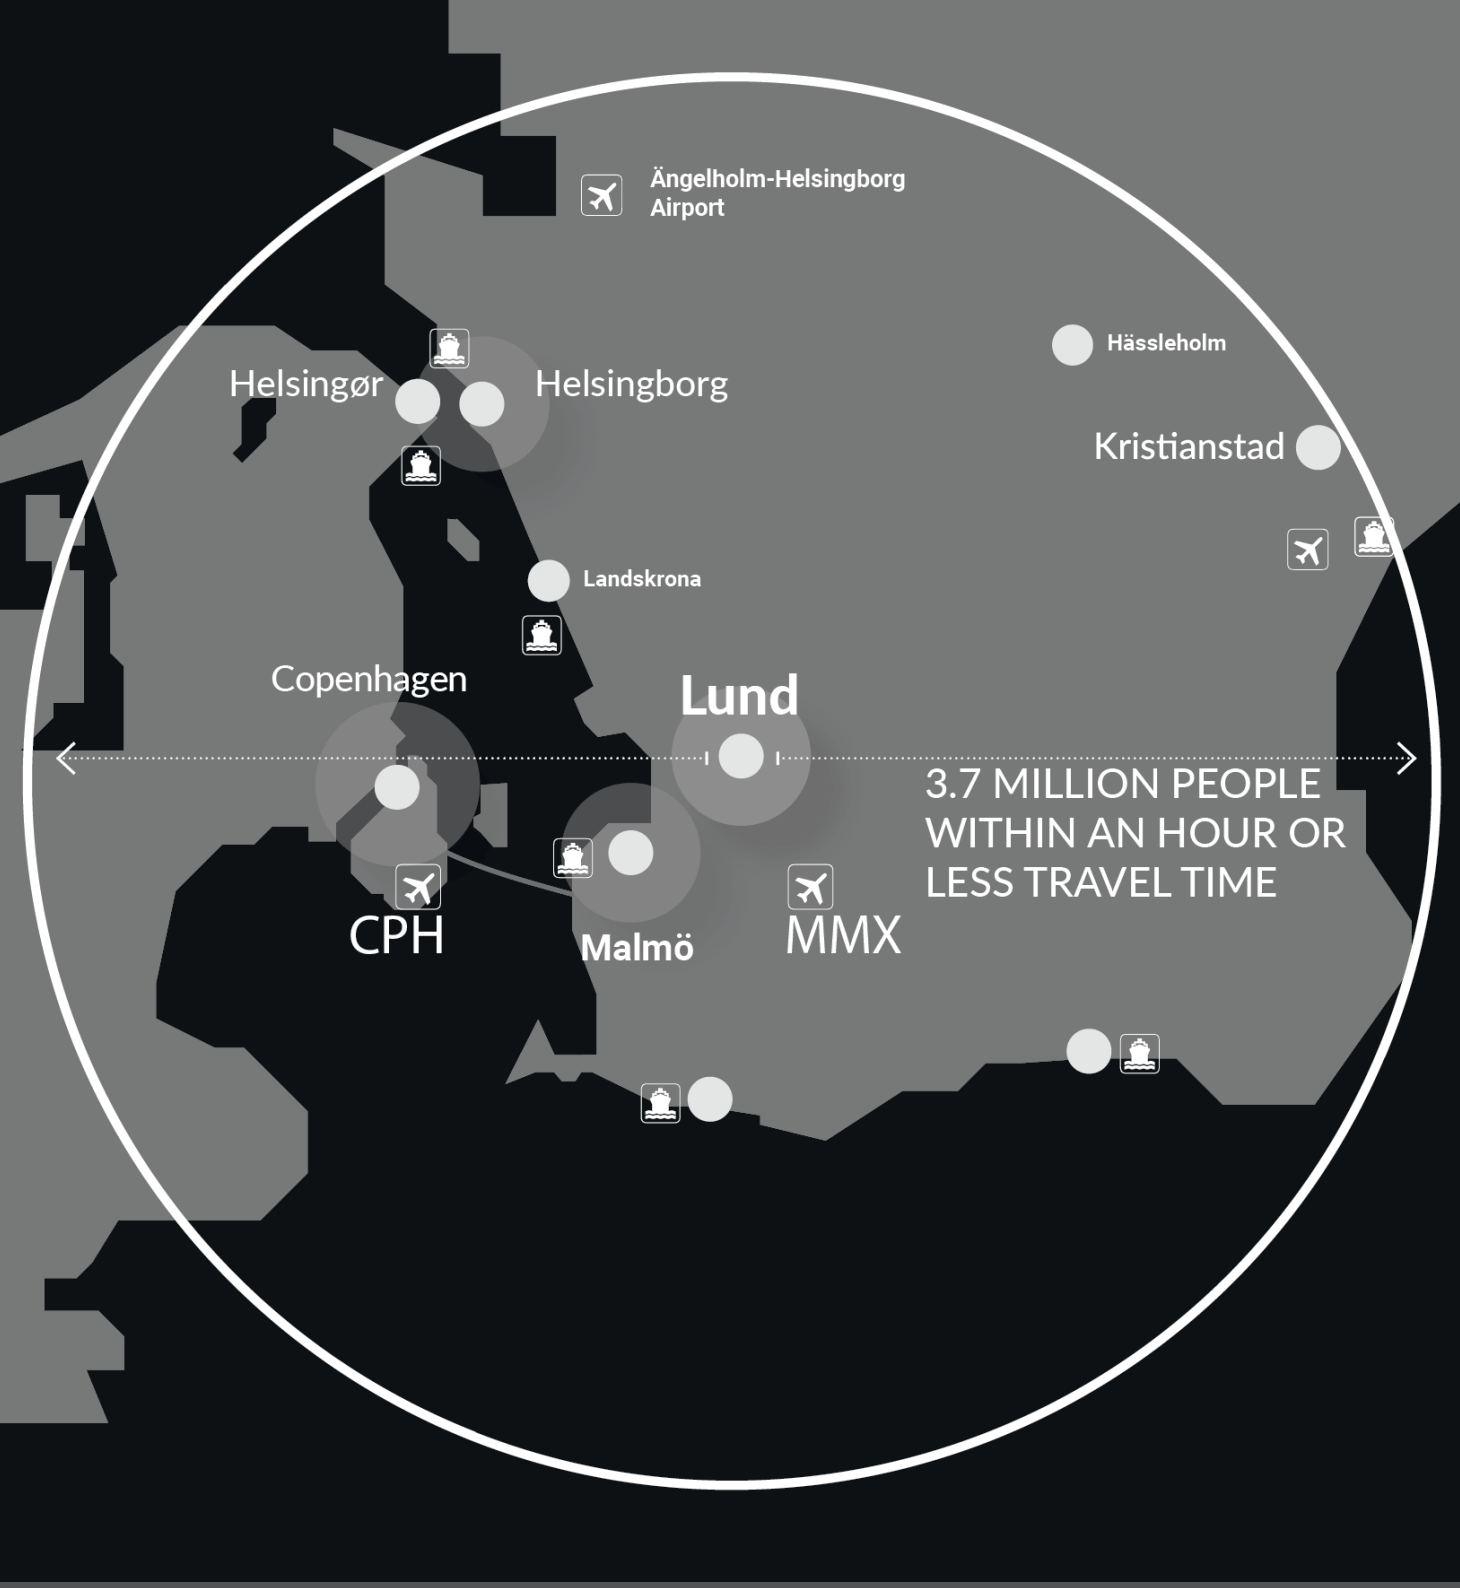 Ängelholm-Helsingborg
Airport
Hässleholm
Helsingør
Helsingborg
Kristianstad
Landskrona
Copenhagen
Lund
3.7 MILLION PEOPLE
WITHIN AN HOUR OR
LESS TRAVEL TIME
CPH
Malmö
MMX